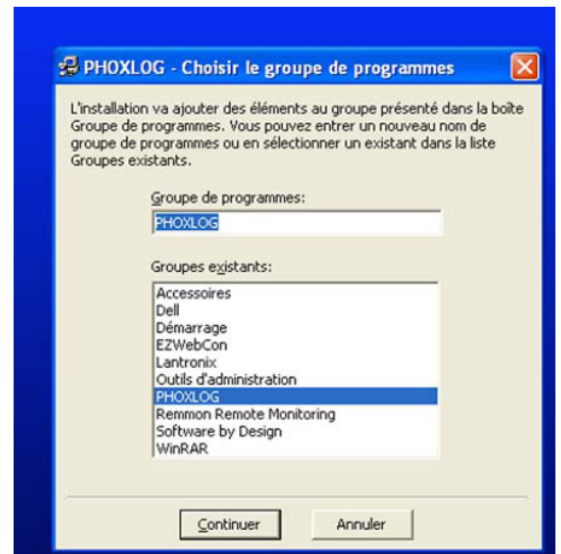 PHOXLOG - Choisir le groupe de programmes
L'installation va ajouter des éléments au groupe présenté dans la boîte
Groupe de programmes. Vous pouvez entrer un nouveau nom de
groupe de programmes ou en sélectionner un existant dans la liste
Groupes existants.
Groupe de programmes:
PHOXLOG
Groupes existants:
Accessoires
Dell
Démarrage
EZWebCon
Lantronix
Outils d'administration
PHOXLOG
Remmon Remote Monitoring
Software by Design
WinRAR
Continuer
Annuler